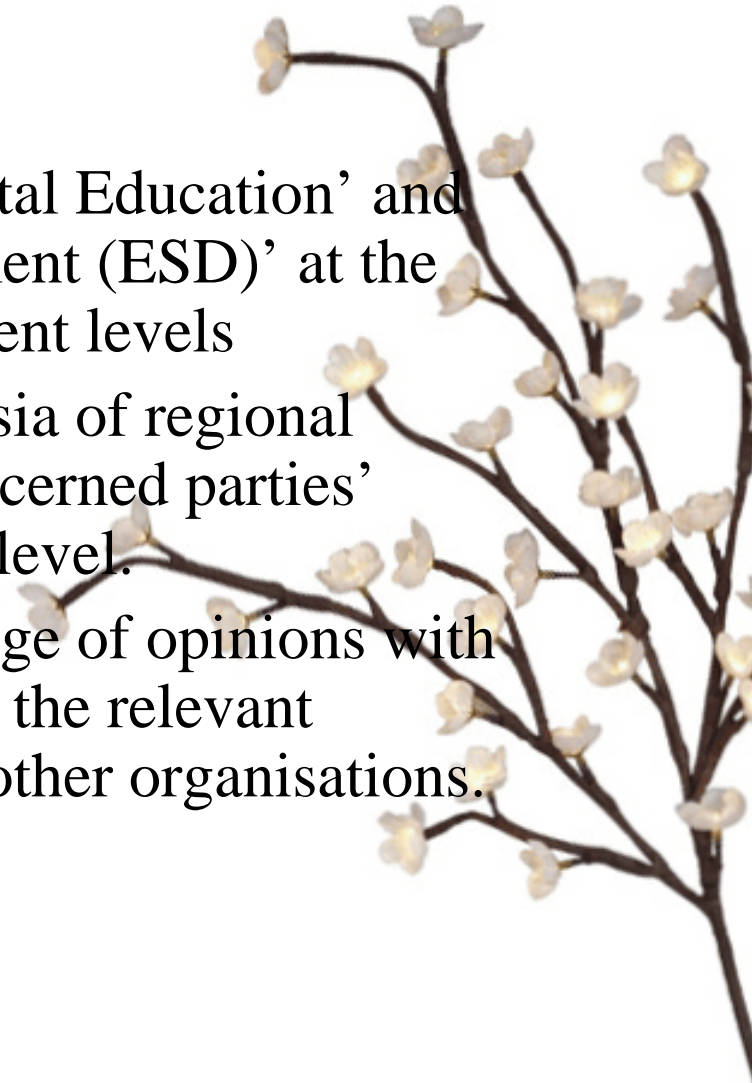 tal Education’ and
ent (ESD)’ at the
ent levels
sia of regional
cerned parties’
level.
ge of opinions with
the relevant
other organisations.